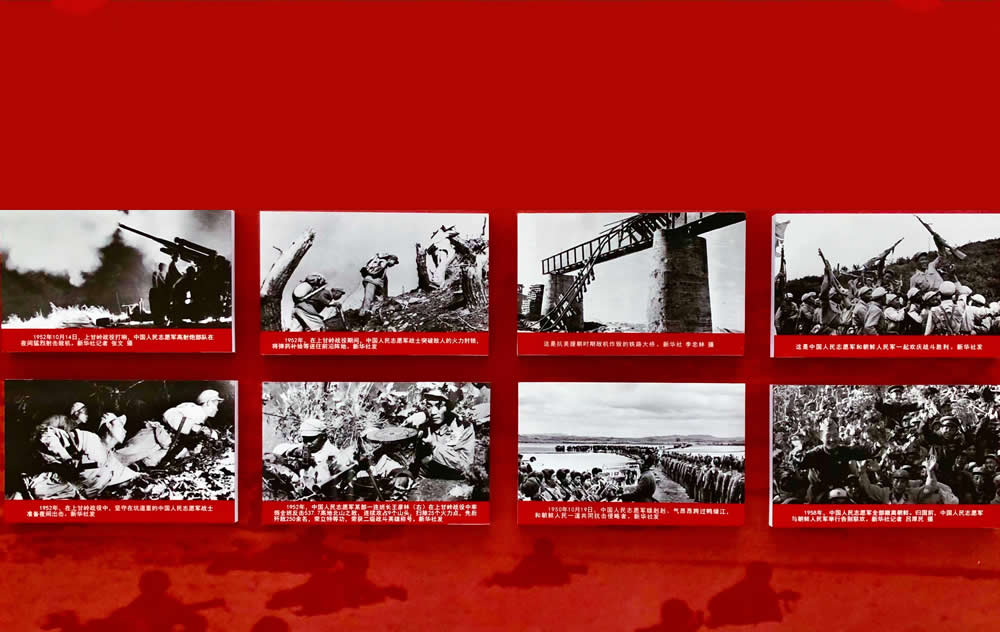 1952年10月14日,上甘岭战役打响,中国人民志愿军高射炮部队在
夜间猛烈射击敌机。新华社记者 张文 摄
1952年,在上甘岭战役期间,中国人民志愿军战士突破敌人的火力封锁,
将弹药补给等送往前沿阵地。新华社发
这是抗美援朝时期敌机炸毁的铁路大桥。新华社 李忠林 摄
这是中国人民志愿军和朝鲜人民军一起欢庆战斗胜利。新华社发
1952年,在上甘岭战役中,坚守在坑道里的中国人民志愿军战士
准备夜间出击。新华社发
1952年,中国人民志愿军某部一连班长王彦林(右)在上甘岭战役中率
领全班反击537.7高地北山之敌,连续攻占9个山头,扫除25个火力点,先后
歼敌250余名,荣立特等功,荣获二级战斗英雄称号。新华社发
1950年10月19日,中国人民志愿军雄赳赳、气昂昂跨过鸭绿江,
和朝鲜人民一道共同抗击侵略者。新华社发
1958年,中国人民志愿军全部撤离朝鲜。归国前,中国人民志愿军
与朝鲜人民军举行告别联欢。新华社记者 吕厚民 摄